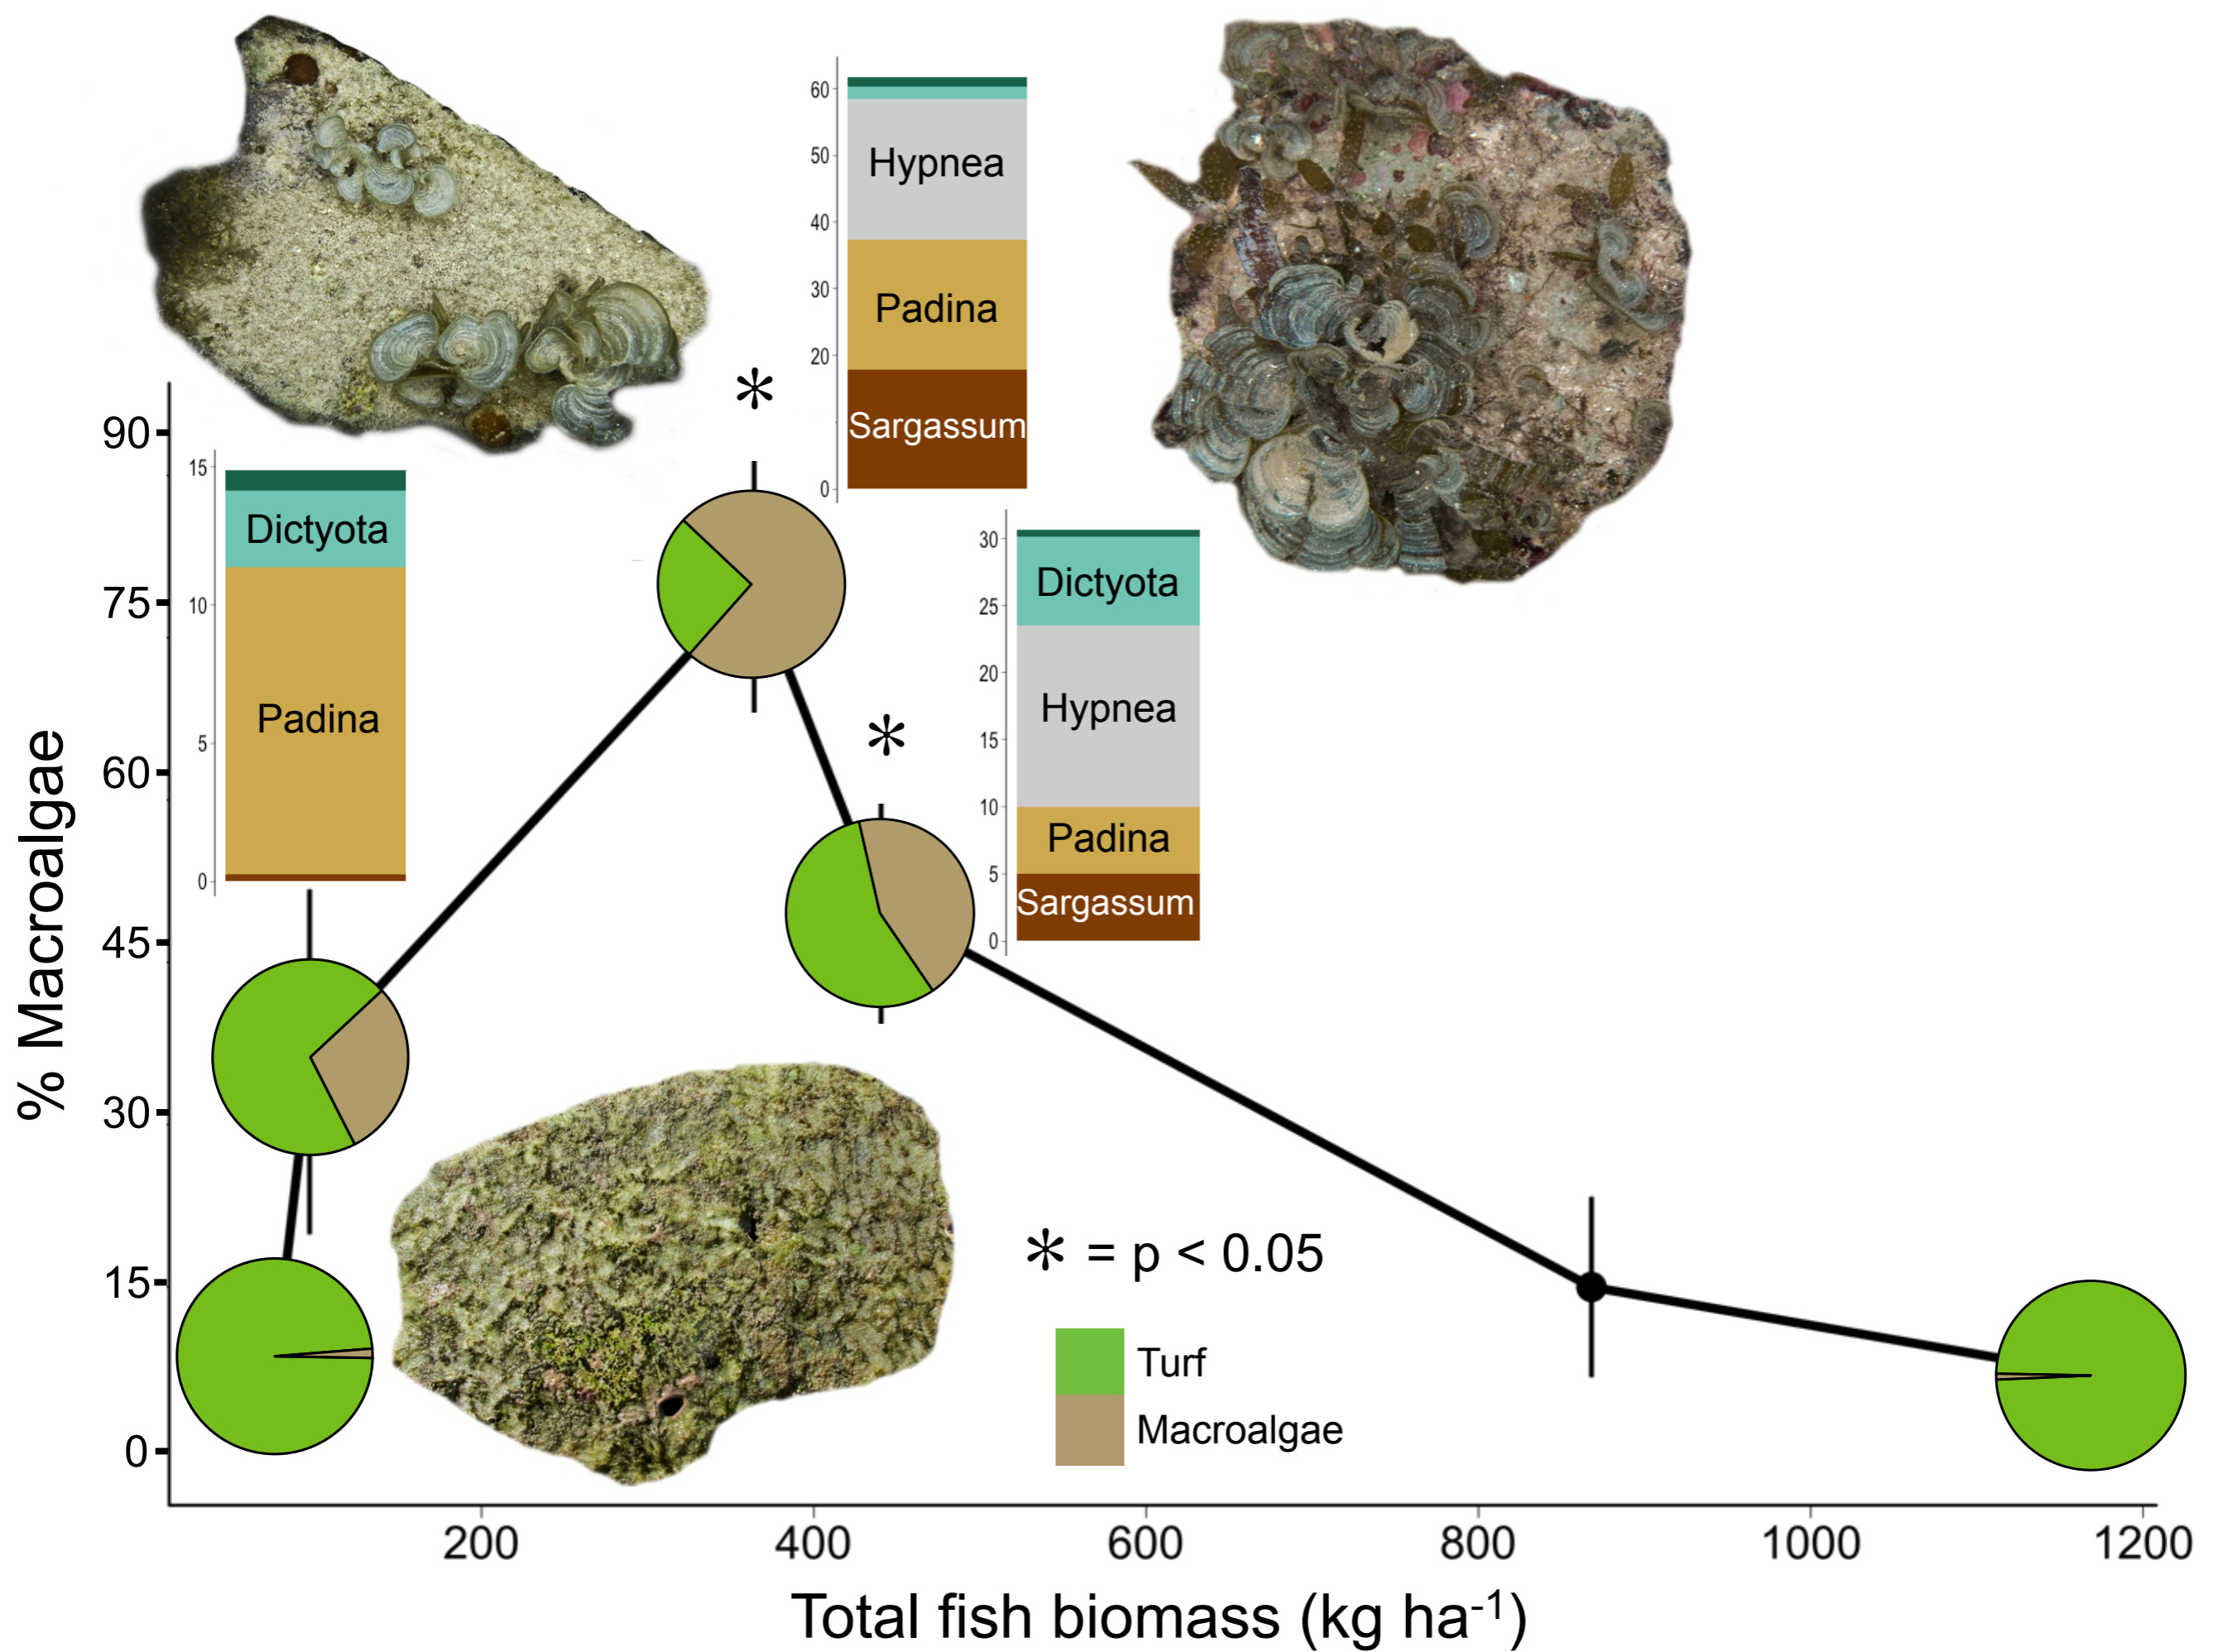 60
50
40
30
20
0
Hypnea
Padina
Sargassum
*
90
75
60
45
30
15
0
% Macroalgae
15
10
5
0
Dictyota
Padina
*
30
25
20
15
10
5
0
Dictyota
Hypnea
Padina
Sargassum
* = p < 0.05
Turf
Macroalgae
200 400 600 800 1000 1200
Total fish biomass (kg ha⁻¹)